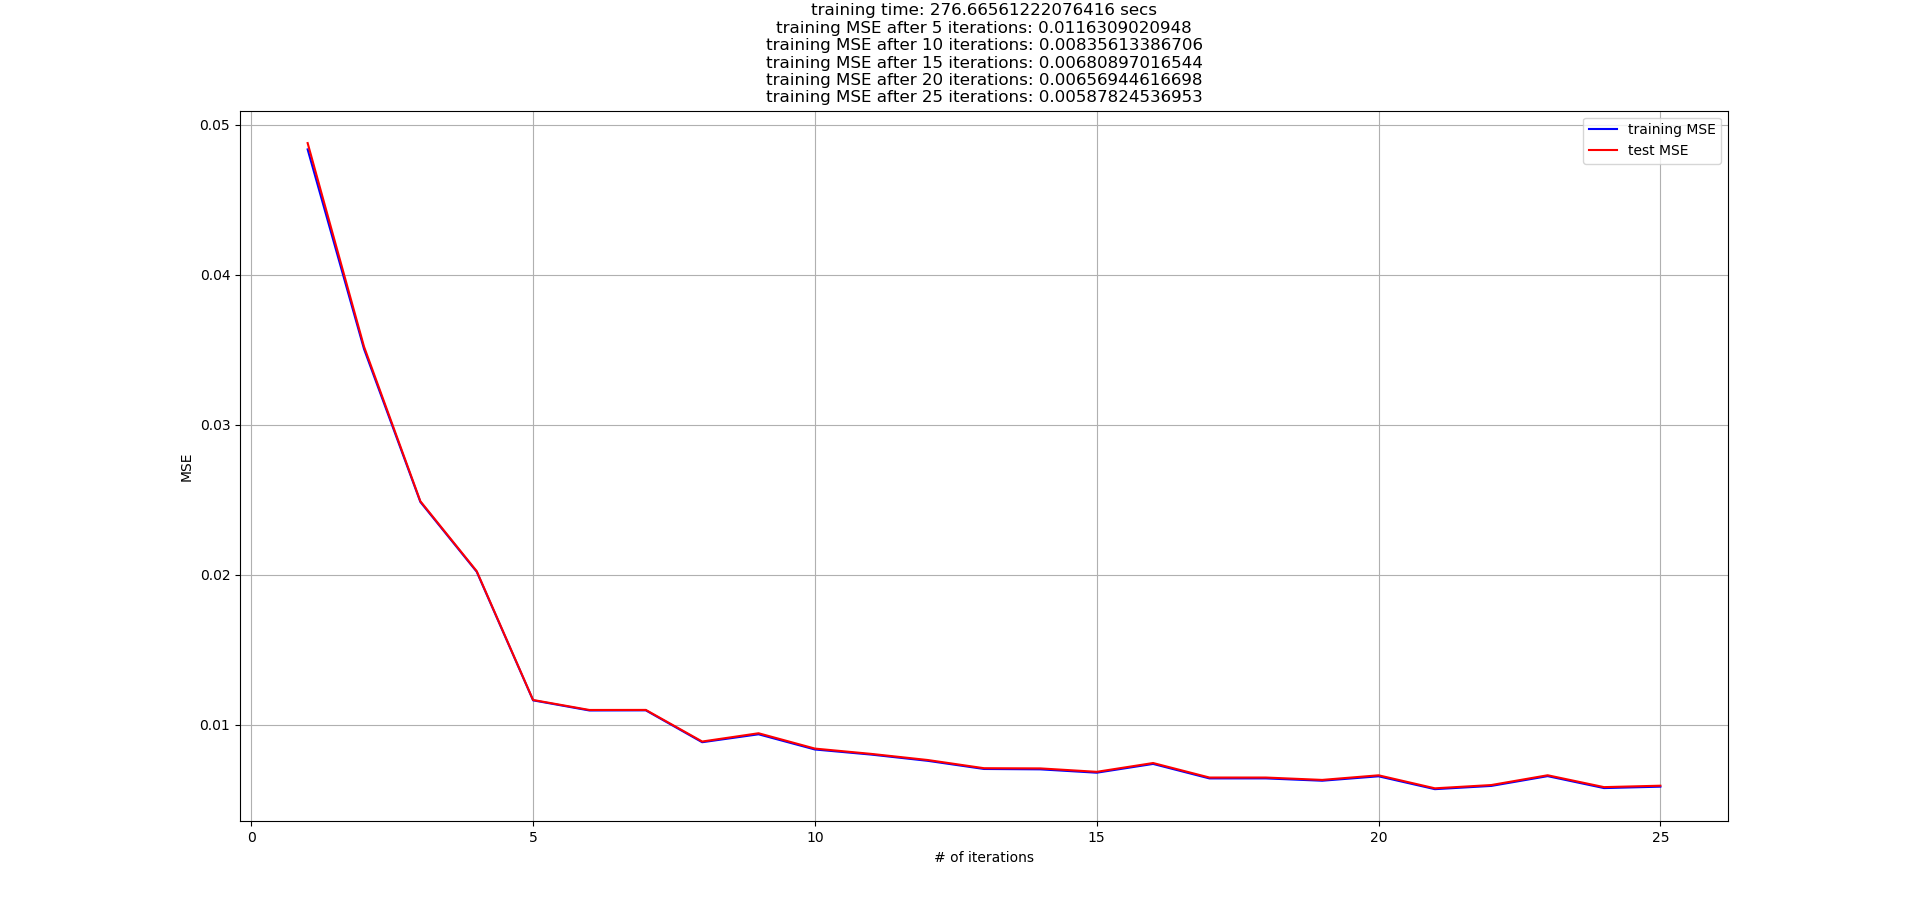 training time: 276.66561222076416 secs
training MSE after 5 iterations: 0.0116309020948
training MSE after 10 iterations: 0.00835613386706
training MSE after 15 iterations: 0.00680897016544
training MSE after 20 iterations: 0.00656944616698
training MSE after 25 iterations: 0.00587824536953
training MSE
test MSE
0.05
0.04
0.03
0.02
0.01
MSE
0 5 10 15 20 25
# of iterations